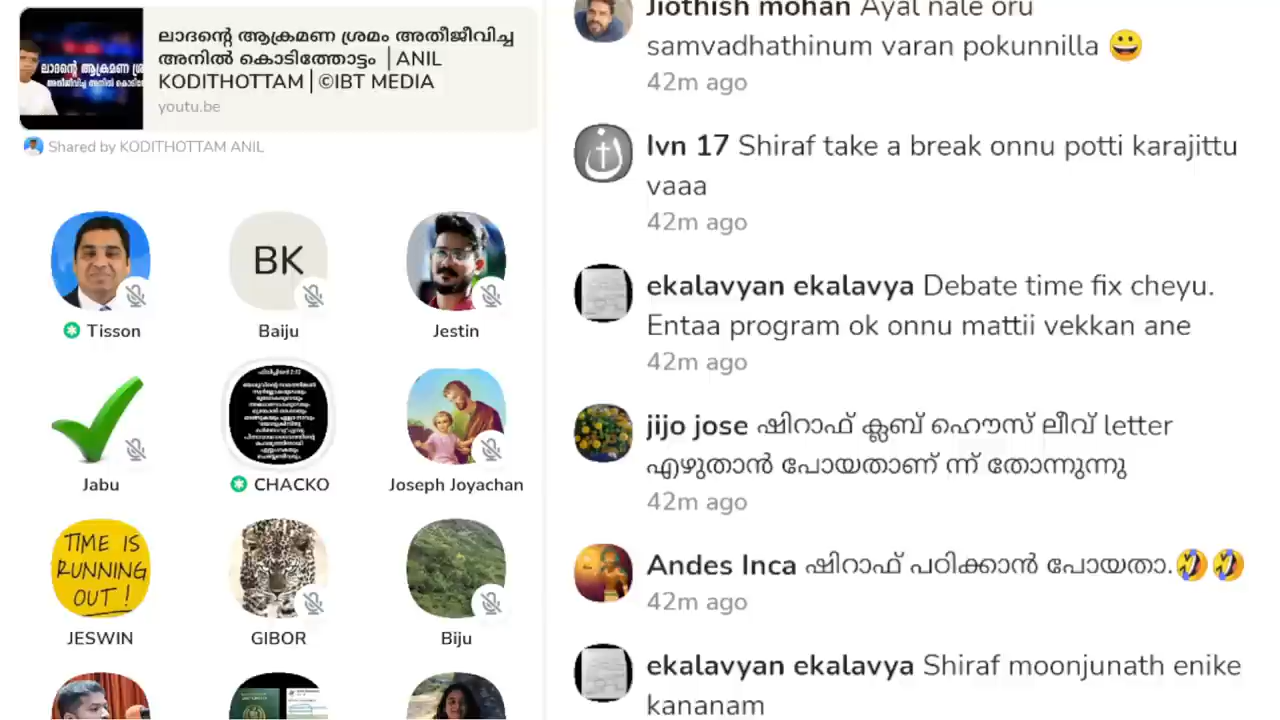 ലാദന്റെ ആക്രമണ ശ്രമം അതീജീവിച്ച
അനിൽ കൊടിത്തോട്ടം | ANIL
KODITHOTTAM | ©IBT MEDIA
youtu.be
ലാദന്റെ ആക്രമണ ശ്ര
Shared by KODITHOTTAM ANIL
Tisson
BK
Baiju
Jestin
Jabu
CHACKO
Joseph Joyachan
TIME IS
RUNNING
OUT!
JESWIN
GIBOR
Biju
Jiothish mohan Ayal nale oru
samvadhathinum varan pokunnilla 😀
42m ago
Ivn 17 Shiraf take a break onnu potti karajittu
vaaa
42m ago
ekalavyan ekalavya Debate time fix cheyu.
Entaa program ok onnu mattii vekkan ane
42m ago
jijo jose ഷിറാഫ് ക്ലബ് ഹൌസ് ലീവ് letter
എഴുതാൻ പോയതാണ് ന്ന് തോന്നുന്നു
42m ago
Andes Inca ഷിറാഫ് പഠിക്കാൻ പോയതാ.🤣🤣
42m ago
ekalavyan ekalavya Shiraf moonjunath enike
kananam